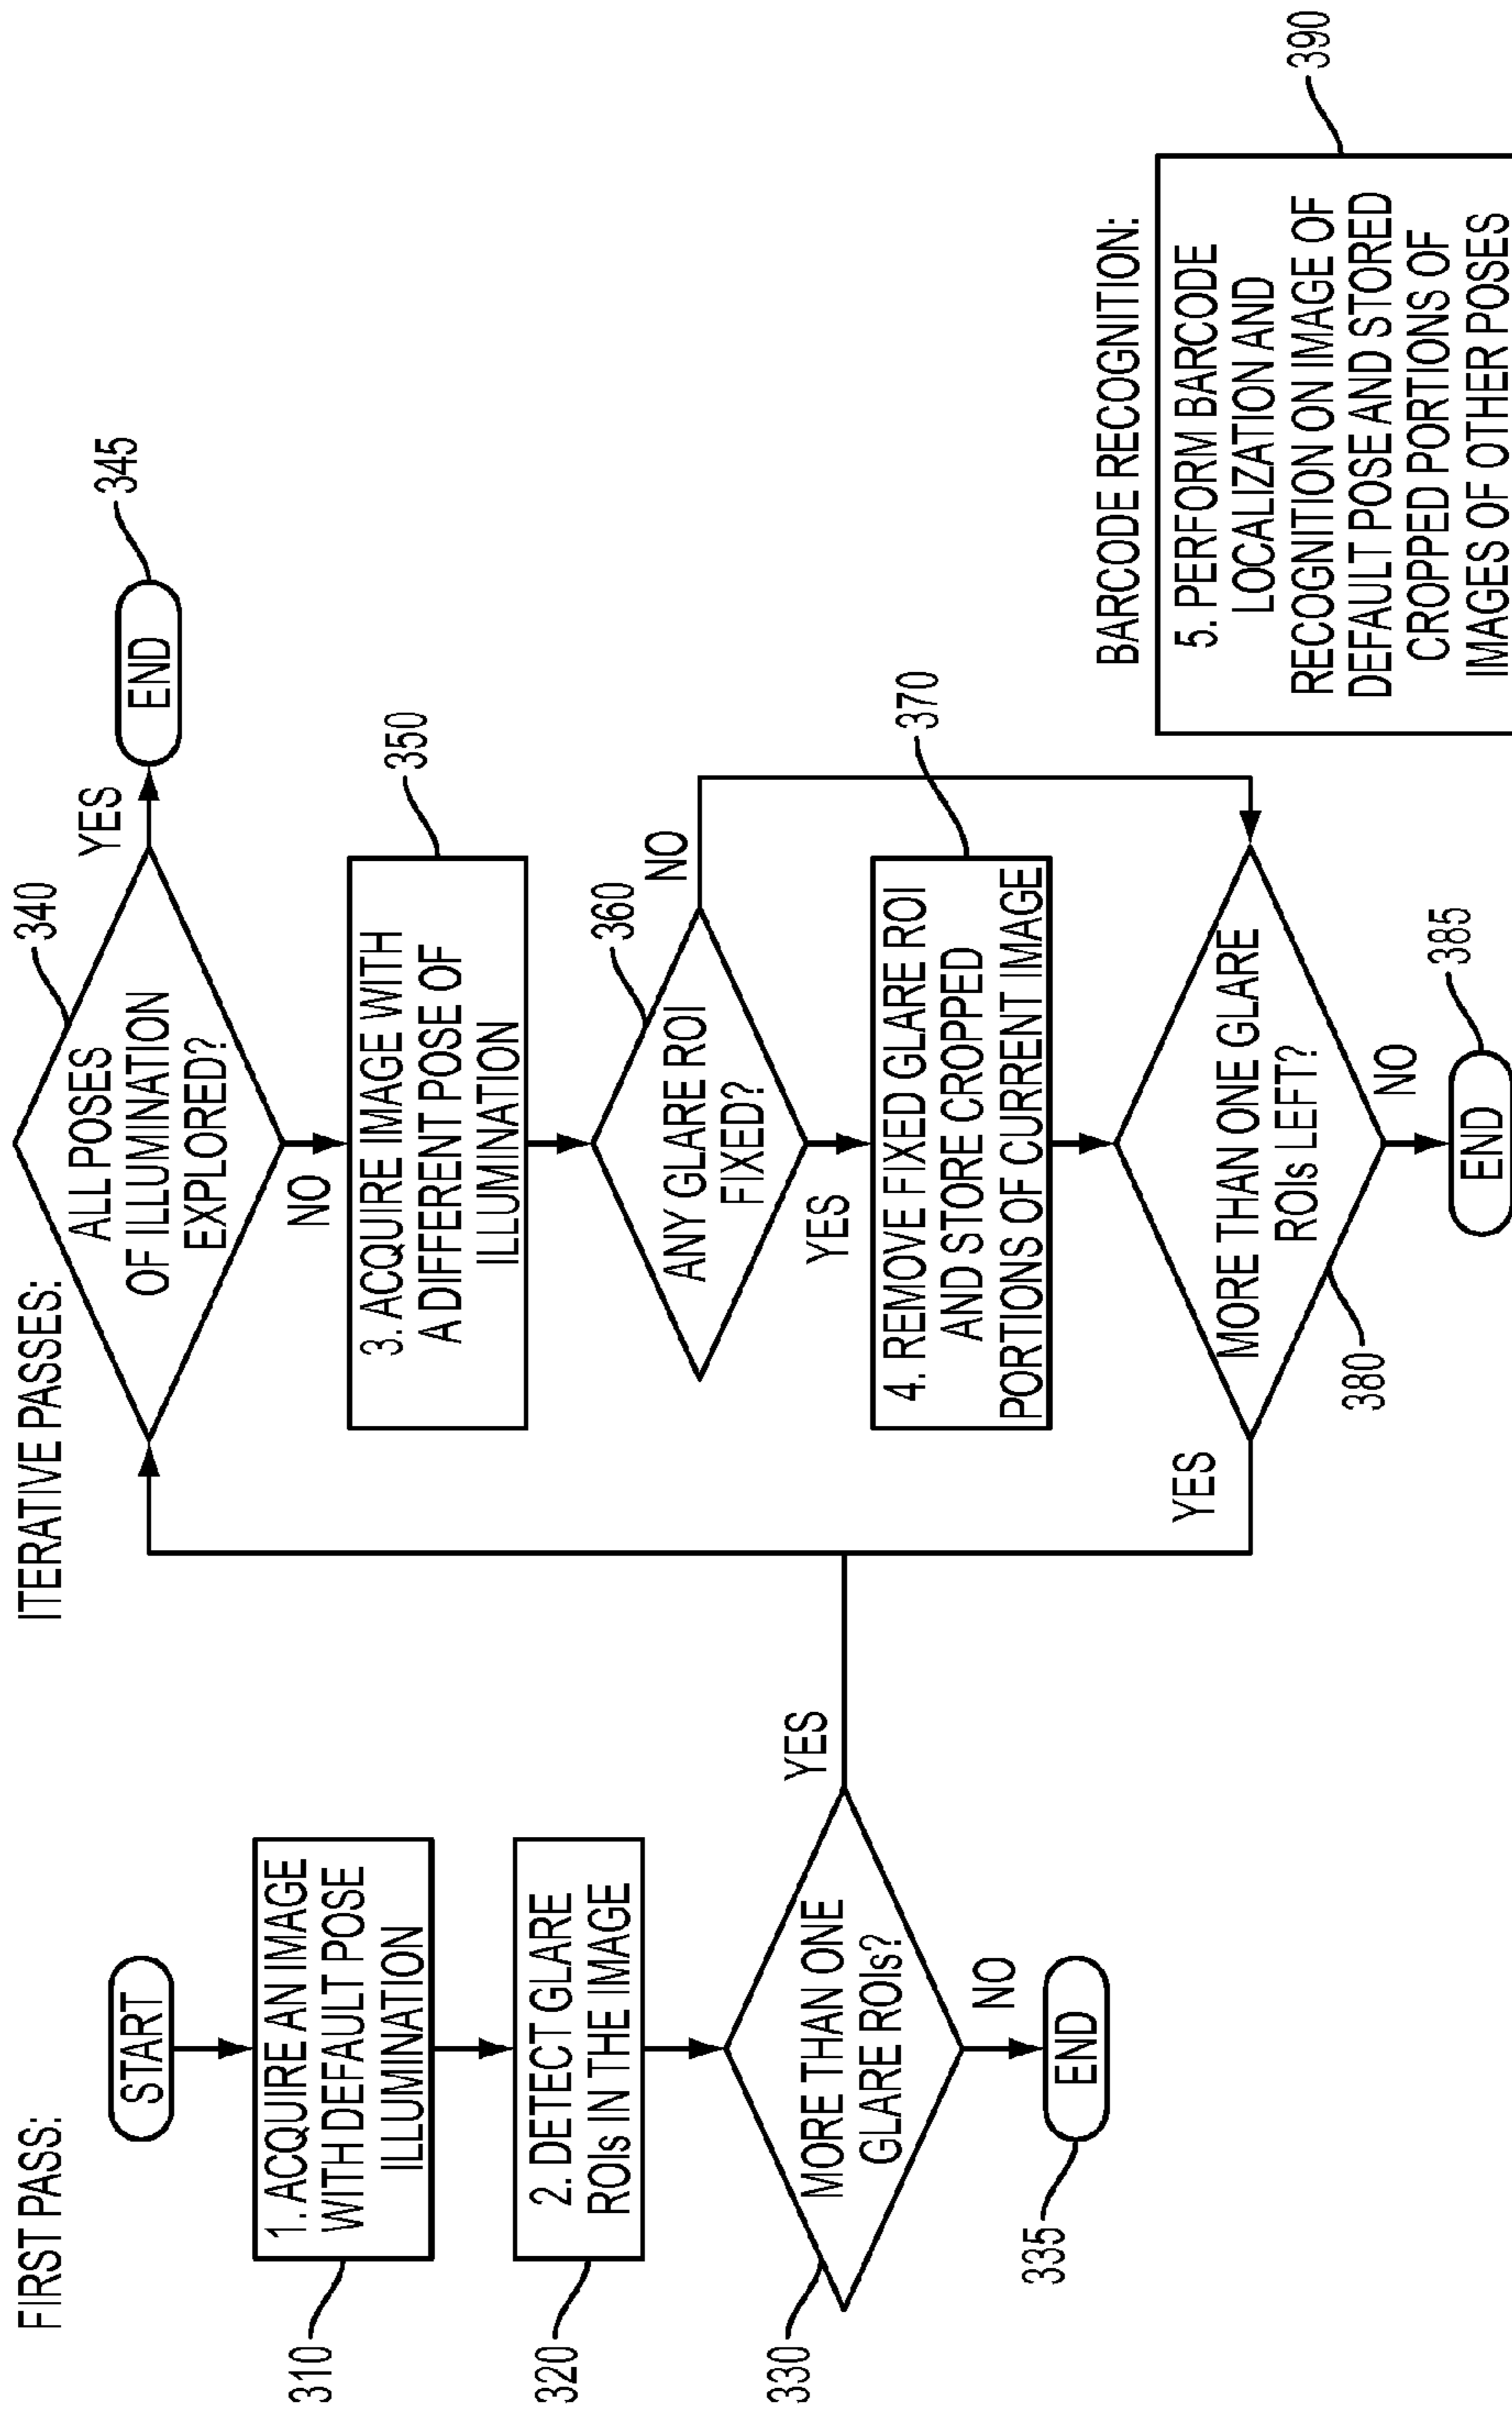 FIRST PASS:
START
1. ACQUIRE AN IMAGE
WITH DEFAULT POSE
ILLUMINATION
310
2. DETECT GLARE
ROIs IN THE IMAGE
320
MORE THAN ONE
GLARE ROIs?
330
YES
NO
END
335
ITERATIVE PASSES:
ALL POSES
OF ILLUMINATION
EXPLORED?
340
YES
END
345
NO
3. ACQUIRE IMAGE WITH
A DIFFERENT POSE OF
ILLUMINATION
350
ANY GLARE ROI
FIXED?
360
NO
YES
4. REMOVE FIXED GLARE ROI
AND STORE CROPPED
PORTIONS OF CURRENT IMAGE
370
MORE THAN ONE GLARE
ROIs LEFT?
380
YES
NO
END
385
BARCODE RECOGNITION:
5. PERFORM BARCODE
LOCALIZATION AND
RECOGNITION ON IMAGE OF
DEFAULT POSE AND STORED
CROPPED PORTIONS OF
IMAGES OF OTHER POSES
390